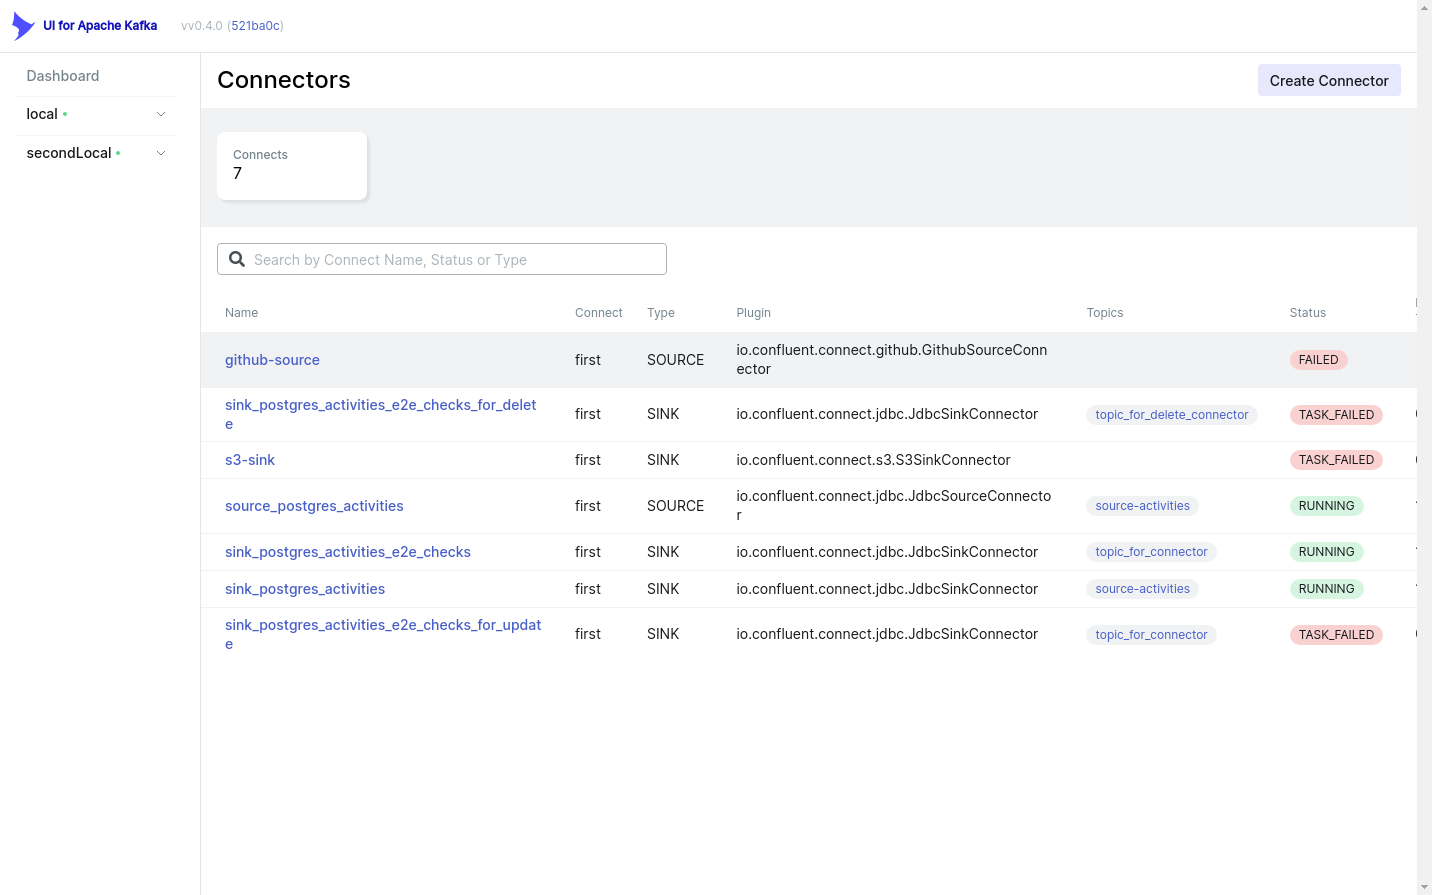 UI for Apache Kafka vv0.4.0 (521ba0c)
Dashboard
local
secondLocal
Connectors
Create Connector
Connects
7
Search by Connect Name, Status or Type
Name Connect Type Plugin Topics Status
github-source first SOURCE io.confluent.connect.github.GithubSourceConn
ector FAILED
sink_postgres_activities_e2e_checks_for_delet
e first SINK io.confluent.connect.jdbc.JdbcSinkConnector topic_for_delete_connector TASK_FAILED
s3-sink first SINK io.confluent.connect.s3.S3SinkConnector TASK_FAILED
source_postgres_activities first SOURCE io.confluent.connect.jdbc.JdbcSourceConnecto
r source-activities RUNNING
sink_postgres_activities_e2e_checks first SINK io.confluent.connect.jdbc.JdbcSinkConnector topic_for_connector RUNNING
sink_postgres_activities first SINK io.confluent.connect.jdbc.JdbcSinkConnector source-activities RUNNING
sink_postgres_activities_e2e_checks_for_updat
e first SINK io.confluent.connect.jdbc.JdbcSinkConnector topic_for_connector TASK_FAILED